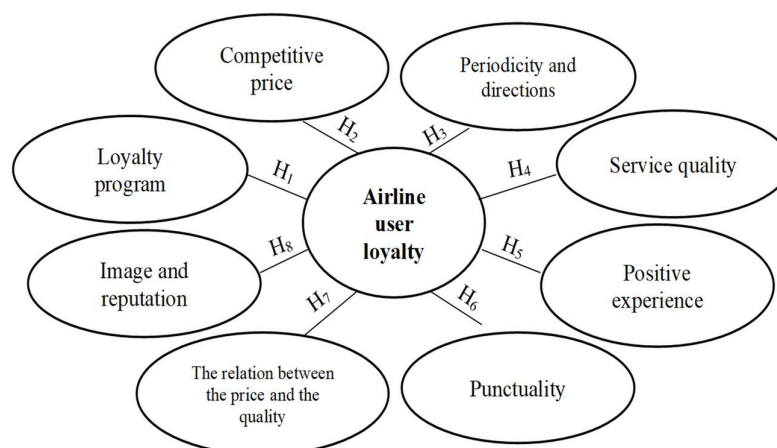 Competitive
price
Periodicity and
directions
H2
H3
Loyalty
program
H1
H4
Service quality
Airline
user
loyalty
Image and
reputation
H8
H5
Positive
experience
H7
H6
The relation between
the price and the
quality
Punctuality